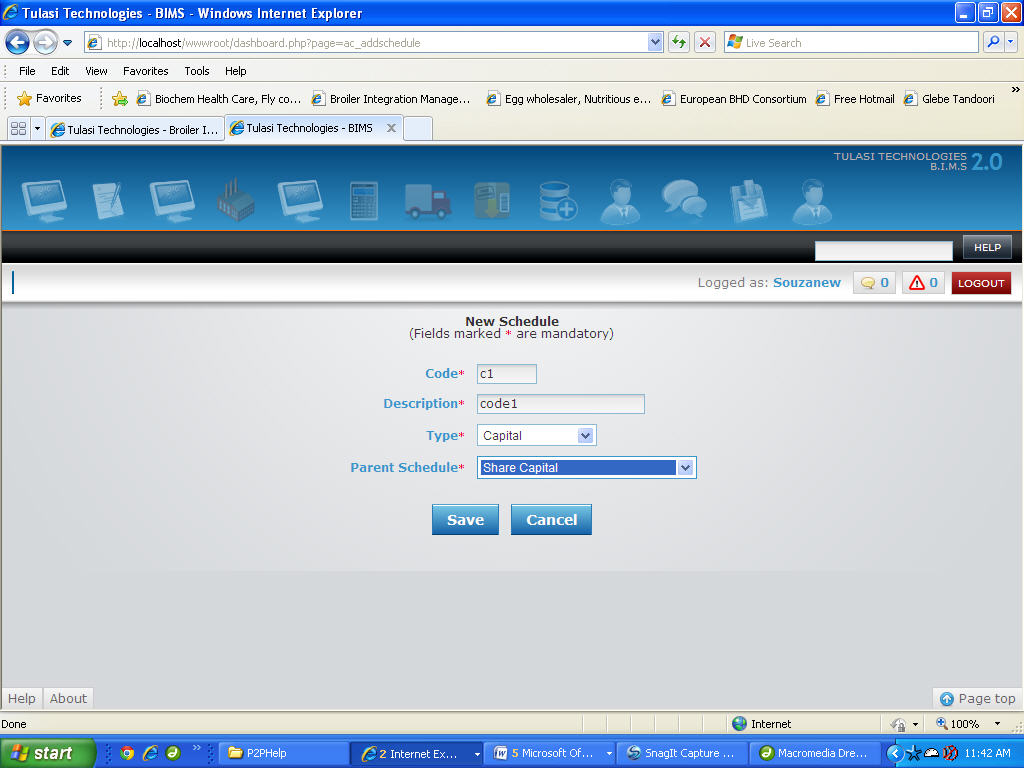 Tulasi Technologies - BIMS - Windows Internet Explorer
http://localhost/wwwroot/dashboard.php?page=ac_addschedule
Live Search
File Edit View Favorites Tools Help
Favorites Biochem Health Care, Fly co... Broiler Integration Manage... Egg wholesaler, Nutritious e... European BHD Consortium Free Hotmail Glebe Tandoori »
Tulasi Technologies - Broiler I... Tulasi Technologies - BIMS X
TULASI TECHNOLOGIES 2.0
B.I.M.S
HELP
Logged as: Souzanew 0 0 LOGOUT
New Schedule
(Fields marked * are mandatory)
Code* c1
Description* code1
Type* Capital
Parent Schedule* Share Capital
Save Cancel
Help About Page top
Done Internet 100%
start » P2PHelp 2 Internet Ex... 5 Microsoft Of... SnagIt Capture ... Macromedia Dre... 11:42 AM